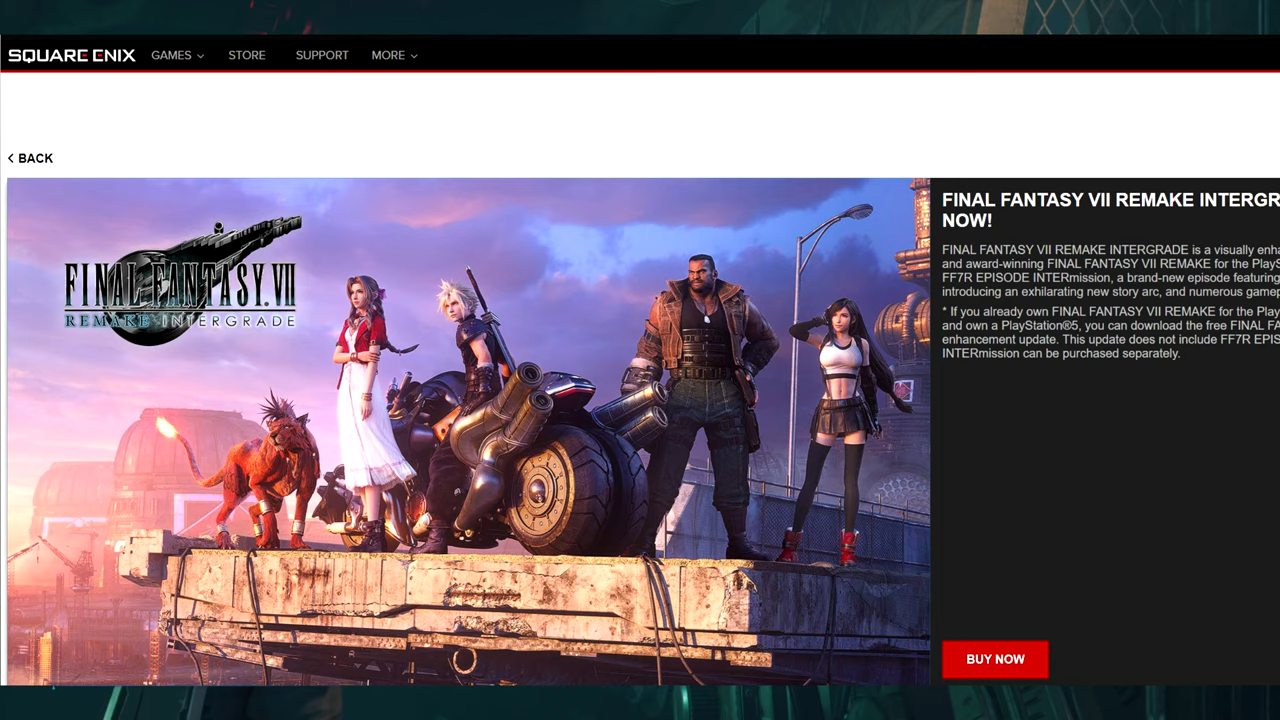 SQUARE ENIX GAMES STORE SUPPORT MORE
< BACK
FINAL FANTASY. VII
REMAKE INTERGRADE
FINAL FANTASY VII REMAKE INTERGR
NOW!
FINAL FANTASY VII REMAKE INTERGRADE is a visually enha
and award-winning FINAL FANTASY VII REMAKE for the PlayS
FF7R EPISODE INTERmission, a brand-new episode featuring
introducing an exhilarating new story arc, and numerous gamep
* If you already own FINAL FANTASY VII REMAKE for the Play
and own a PlayStation®5, you can download the free FINAL FA
enhancement update. This update does not include FF7R EPIS
INTERmission can be purchased separately.
BUY NOW